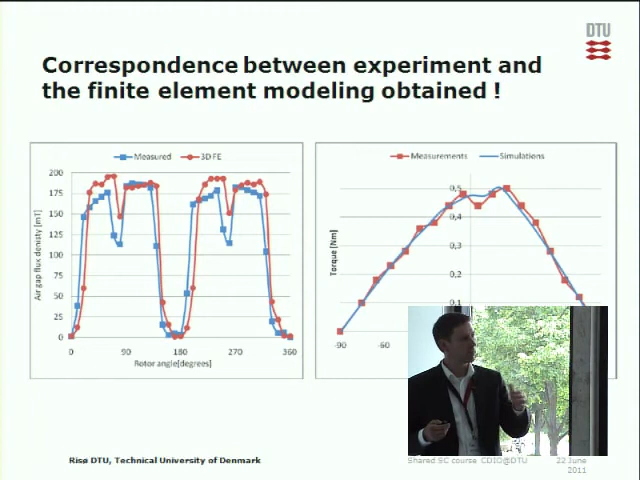 DTU
Correspondence between experiment and
the finite element modeling obtained !
Measured
3D FE
Air gap flux denisty [mT]
200
175
150
125
100
75
50
25
0
0
90
180
270
360
Rotor angle[degrees]
Measurements
Simulations
Torque [Nm]
0,5
0,4
0,3
0,2
0,1
-90
-60
Risø DTU, Technical University of Denmark
Shared SC course CDIO@DTU
22 June
2011